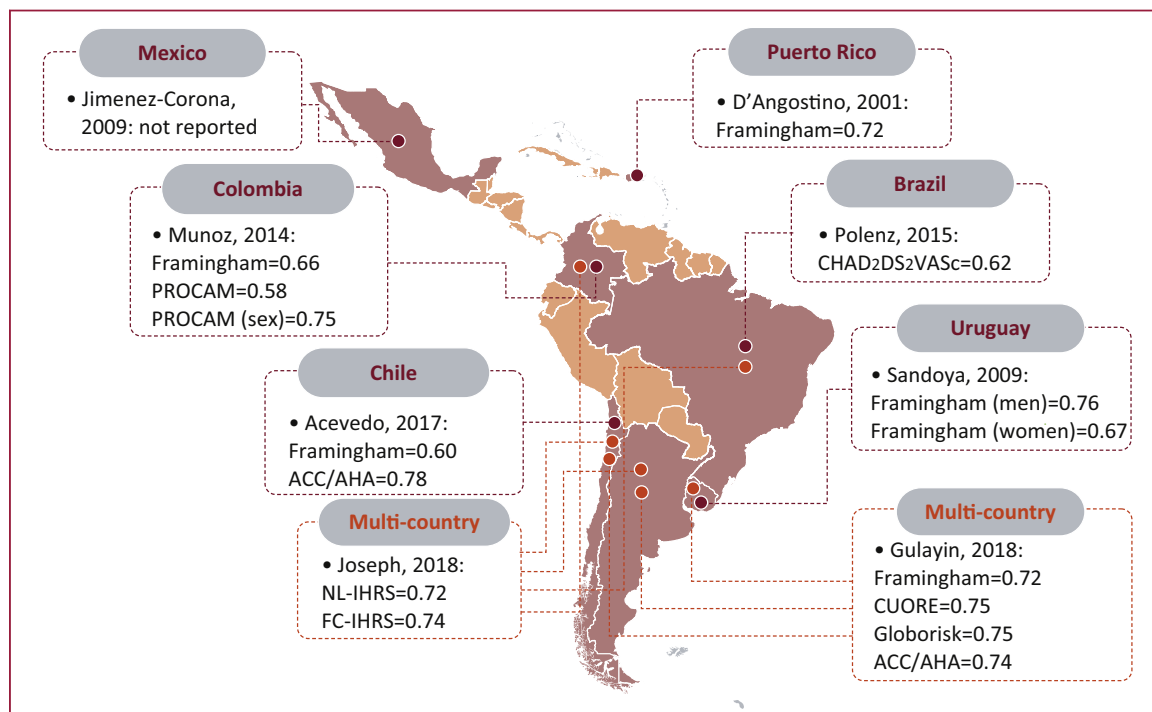 Mexico
• Jimenez-Corona,
2009: not reported
Puerto Rico
• D'Angostino, 2001:
Framingham=0.72
Colombia
• Munoz, 2014:
Framingham=0.66
PROCAM=0.58
PROCAM (sex)=0.75
Brazil
• Polenz, 2015:
CHAD2DS2VASc=0.62
Chile
• Acevedo, 2017:
Framingham=0.60
ACC/AHA=0.78
Uruguay
• Sandoya, 2009:
Framingham (men)=0.76
Framingham (women)=0.67
Multi-country
• Joseph, 2018:
NL-IHRS=0.72
FC-IHRS=0.74
Multi-country
• Gulayin, 2018:
Framingham=0.72
CUORE=0.75
Globorisk=0.75
ACC/AHA=0.74